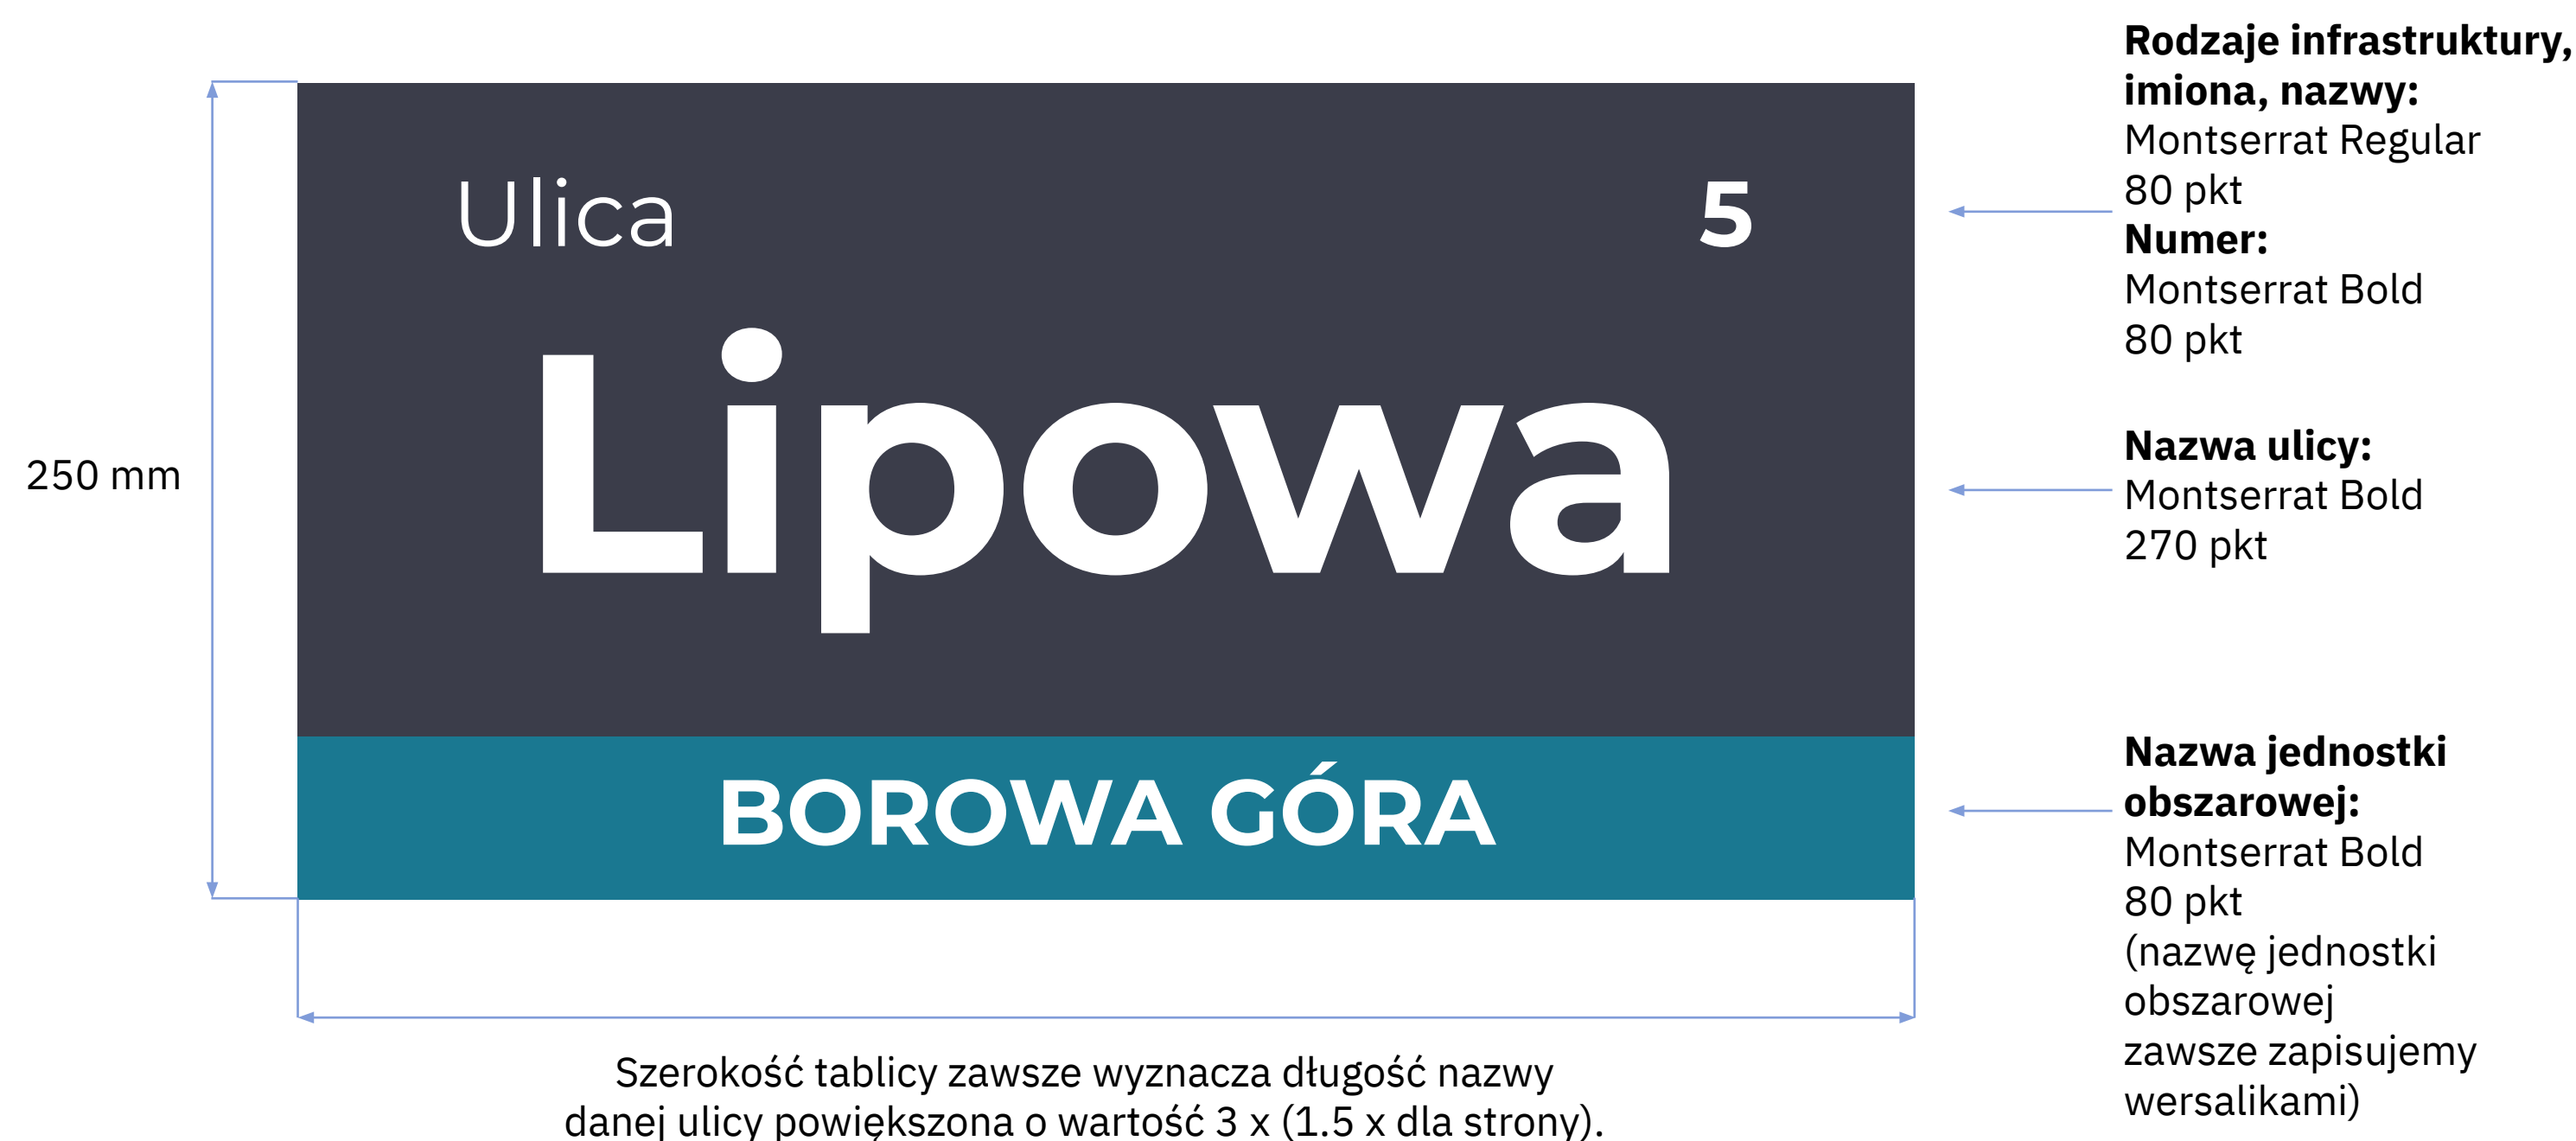 250 mm
Ulica
5
Lipowa
BOROWA GÓRA
Szerokość tablicy zawsze wyznacza długość nazwy
danej ulicy powiększona o wartość 3 x (1.5 x dla strony).
Rodzaje infrastruktury,
imiona, nazwy:
Montserrat Regular
80 pkt
Numer:
Montserrat Bold
80 pkt
Nazwa ulicy:
Montserrat Bold
270 pkt
Nazwa jednostki
obszarowej:
Montserrat Bold
80 pkt
(nazwę jednostki
obszarowej
zawsze zapisujemy
wersalikami)